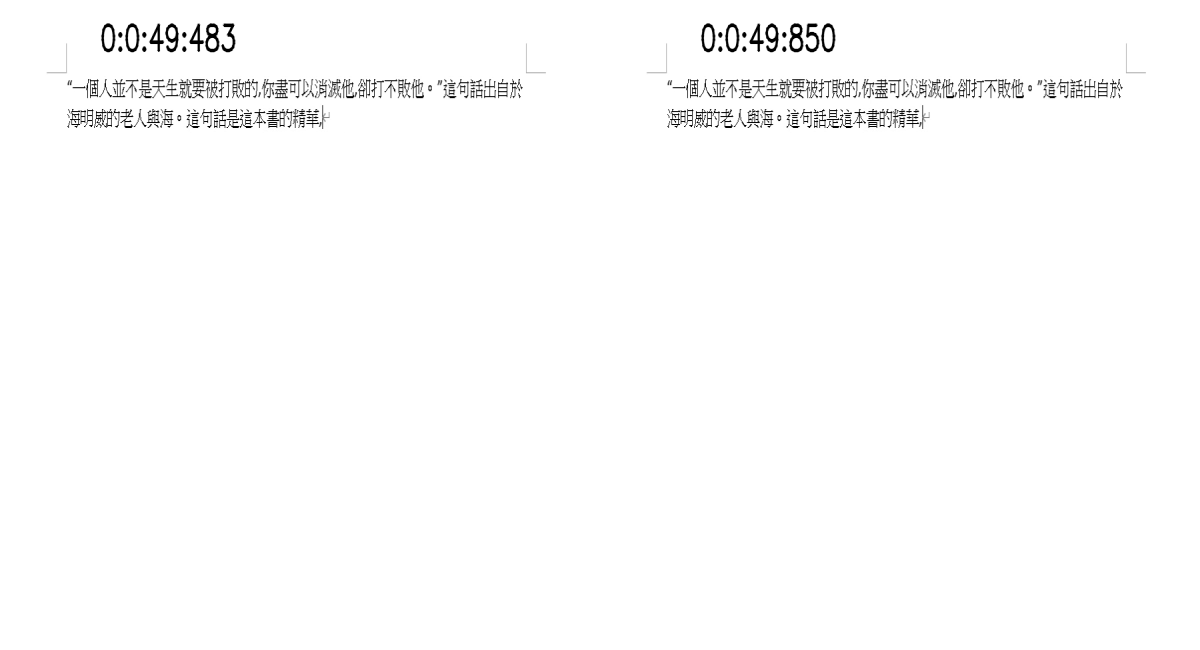 0:0:49:483
“一個人並不是天生就要被打敗的,你盡可以消滅他,卻打不敗他。”這句話出自於
海明威的老人與海。這句話是這本書的精華,
0:0:49:850
“一個人並不是天生就要被打敗的,你盡可以消滅他,卻打不敗他。”這句話出自於
海明威的老人與海。這句話是這本書的精華,